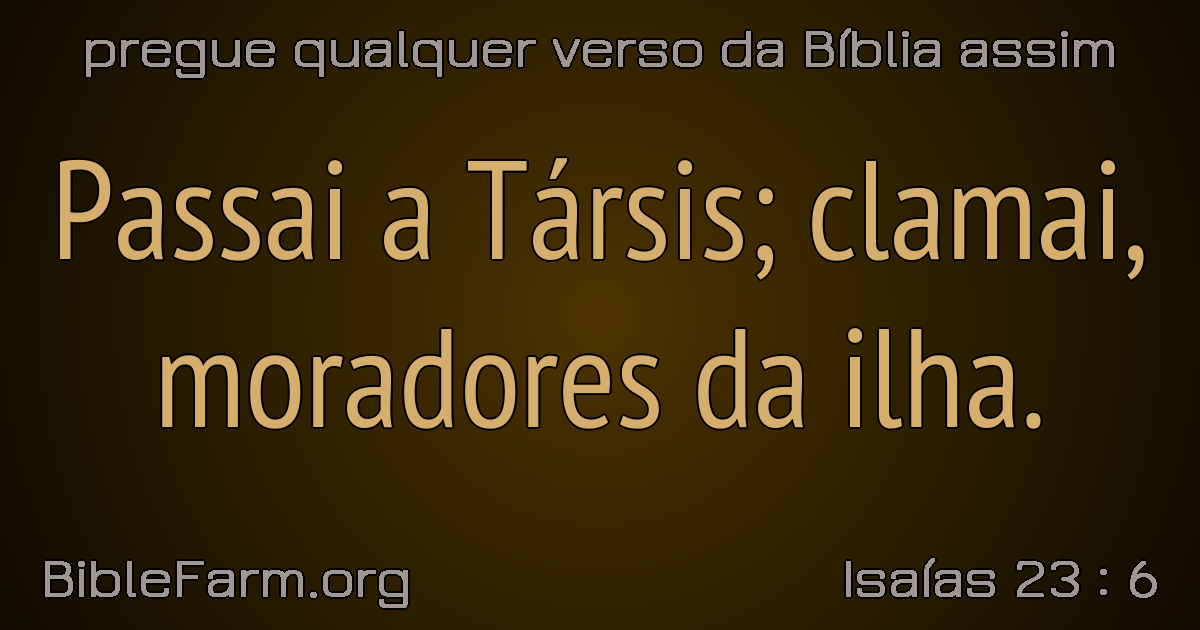 pregue qualquer verso da Bíblia assim
Passai a Társis; clamai,
moradores da ilha.
BibleFarm.org
Isaías 23 : 6